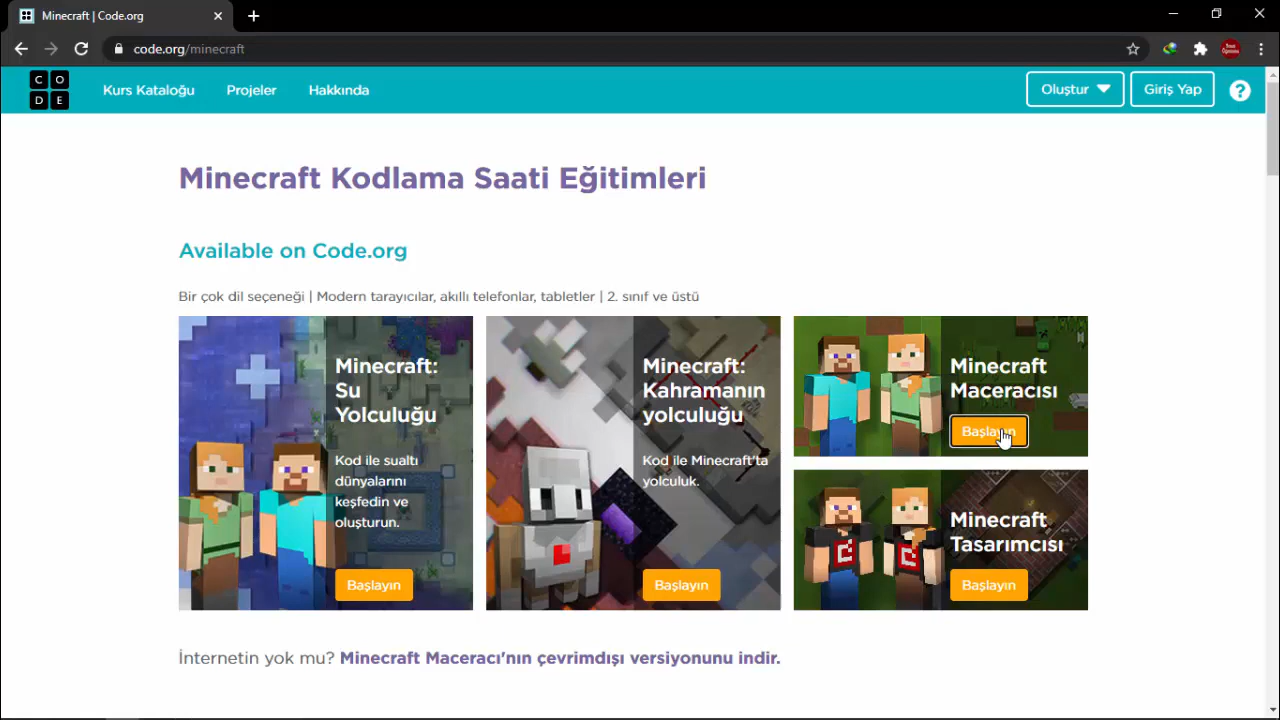 Minecraft | Code.org
code.org/minecraft
C O
D E
Kurs Kataloğu
Projeler
Hakkında
Oluştur
Giriş Yap
?
Minecraft Kodlama Saati Eğitimleri
Available on Code.org
Bir çok dil seçeneği | Modern tarayıcılar, akıllı telefonlar, tabletler | 2. sınıf ve üstü
Minecraft:
Su
Yolculuğu
Kod ile sualtı
dünyalarını
keşfedin ve
oluşturun.
Başlayın
Minecraft:
Kahramanın
yolculuğu
Kod ile Minecraft'ta
yolculuk.
Başlayın
Minecraft
Maceracısı
Başlayın
Minecraft
Tasarımcısı
Başlayın
İnternetin yok mu? Minecraft Maceracı'nın çevrimdışı versiyonunu indir.